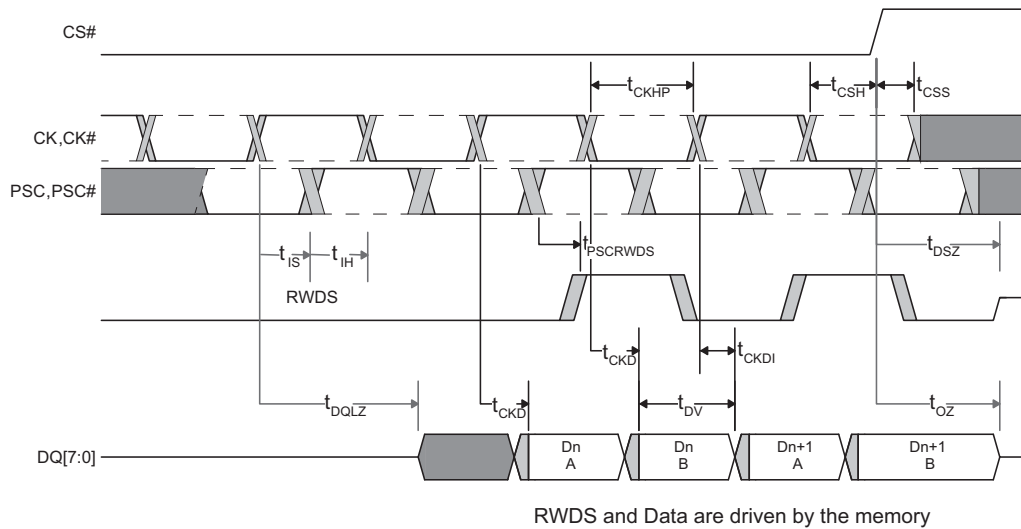 CS#
tCKHP
tCSH
tCSS
CK,CK#
PSC,PSC#
tIS
tIH
tPSCRWDS
tDSZ
RWDS
tCKD
tCKDI
tDQLZ
tCKD
tDV
tOZ
DQ[7:0]
Dn
A
Dn
B
Dn+1
A
Dn+1
B
RWDS and Data are driven by the memory